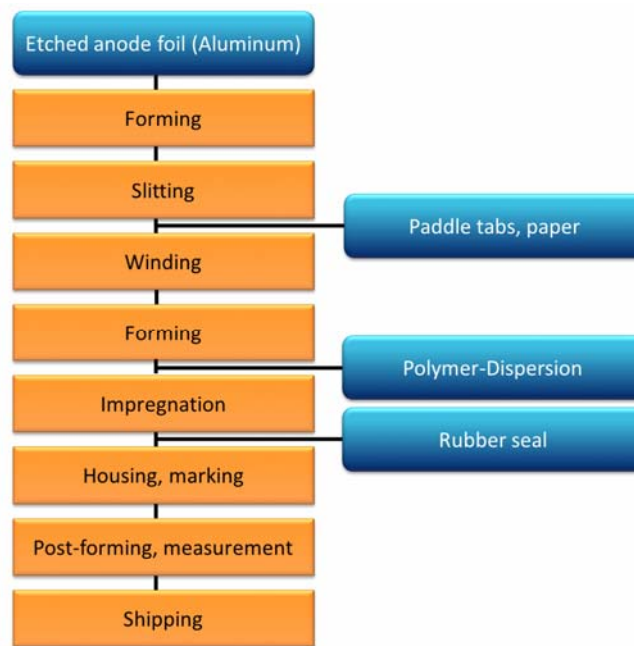 Etched anode foil (Aluminum)
Forming
Slitting
Paddle tabs, paper
Winding
Forming
Polymer-Dispersion
Impregnation
Rubber seal
Housing, marking
Post-forming, measurement
Shipping